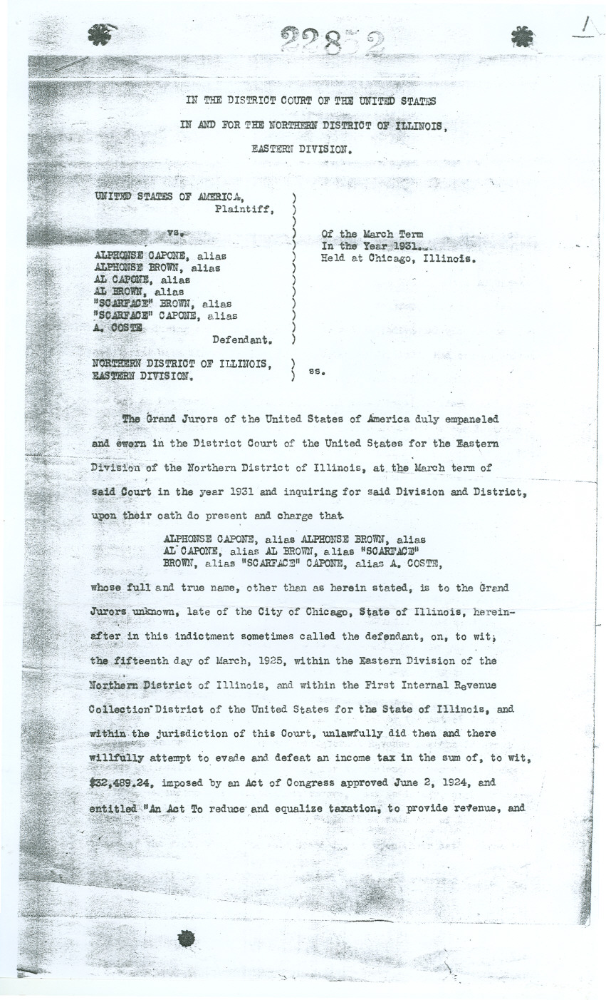 22852
1
IN THE DISTRICT COURT OF THE UNITED STATES
IN AND FOR THE NORTHERN DISTRICT OF ILLINOIS,
EASTERN DIVISION.
UNITED STATES OF AMERICA, )
Plaintiff, )
)
vs. ) Of the March Term
) In the Year 1931.
ALPHONSE CAPONE, alias ) Held at Chicago, Illinois.
ALPHONSE BROWN, alias )
AL CAPONE, alias )
AL BROWN, alias )
"SCARFACE" BROWN, alias )
"SCARFACE" CAPONE, alias )
A. COSTE )
Defendant. )
NORTHERN DISTRICT OF ILLINOIS, ) ss.
EASTERN DIVISION. )
The Grand Jurors of the United States of America duly empaneled
and sworn in the District Court of the United States for the Eastern
Division of the Northern District of Illinois, at the March term of
said Court in the year 1931 and inquiring for said Division and District,
upon their oath do present and charge that
ALPHONSE CAPONE, alias ALPHONSE BROWN, alias
AL CAPONE, alias AL BROWN, alias "SCARFACE"
BROWN, alias "SCARFACE" CAPONE, alias A. COSTE,
whose full and true name, other than as herein stated, is to the Grand
Jurors unknown, late of the City of Chicago, State of Illinois, herein-
after in this indictment sometimes called the defendant, on, to wit;
the fifteenth day of March, 1925, within the Eastern Division of the
Northern District of Illinois, and within the First Internal Revenue
Collection District of the United States for the State of Illinois, and
within the jurisdiction of this Court, unlawfully did then and there
willfully attempt to evade and defeat an income tax in the sum of, to wit,
$32,489.24, imposed by an Act of Congress approved June 2, 1924, and
entitled "An Act To reduce and equalize taxation, to provide revenue, and